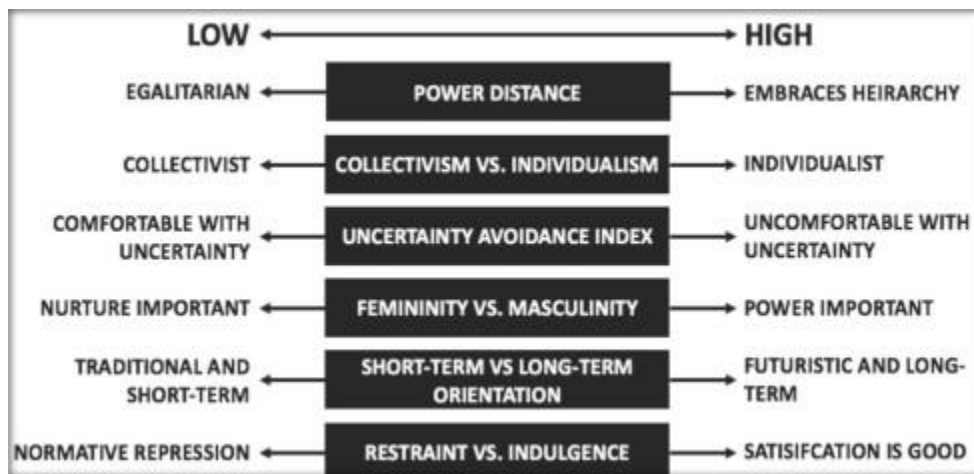 LOW HIGH
EGALITARIAN POWER DISTANCE EMBRACES HEIRARCHY
COLLECTIVIST COLLECTIVISM VS. INDIVIDUALISM INDIVIDUALIST
COMFORTABLE WITH
UNCERTAINTY
UNCERTAINTY AVOIDANCE INDEX
UNCOMFORTABLE WITH
UNCERTAINTY
NURTURE IMPORTANT FEMININITY VS. MASCULINITY POWER IMPORTANT
TRADITIONAL AND
SHORT-TERM
SHORT-TERM VS LONG-TERM
ORIENTATION
FUTURISTIC AND LONG-
TERM
NORMATIVE REPRESSION RESTRAINT VS. INDULGENCE SATISIFCATION IS GOOD